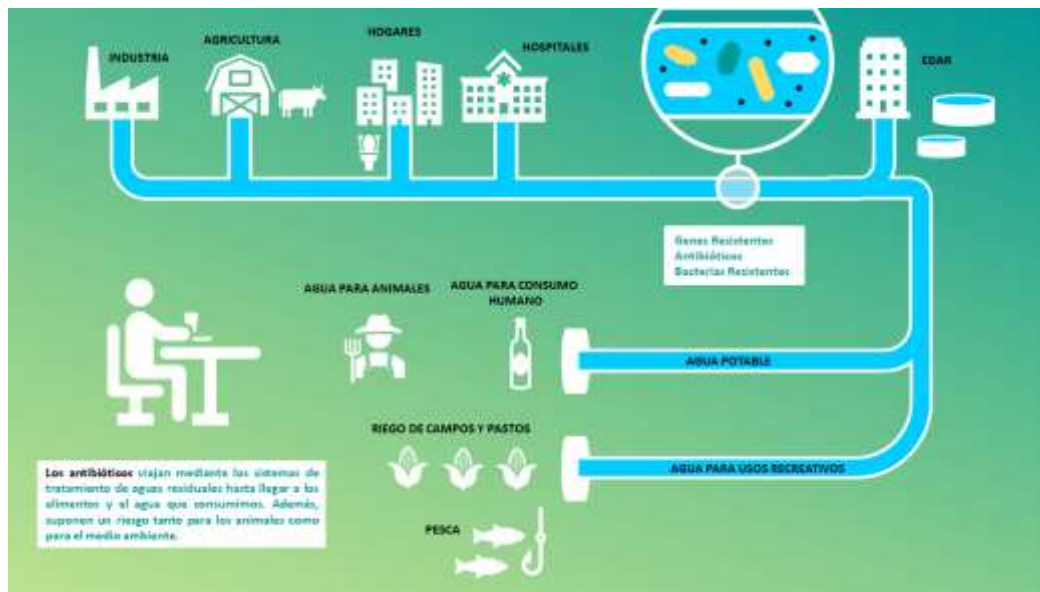 INDUSTRIA
AGRICULTURA
HOGARES
HOSPITALES
EDAR
Genes Resistentes
Antibióticos
Bacterias Resistentes
AGUA PARA ANIMALES
AGUA PARA CONSUMO
HUMANO
AGUA POTABLE
RIEGO DE CAMPOS Y PASTOS
AGUA PARA USOS RECREATIVOS
Los antibióticos viajan mediante los sistemas de
tratamiento de aguas residuales hasta llegar a los
alimentos y el agua que consumimos. Además,
suponen un riesgo tanto para los animales como
para el medio ambiente.
PESCA